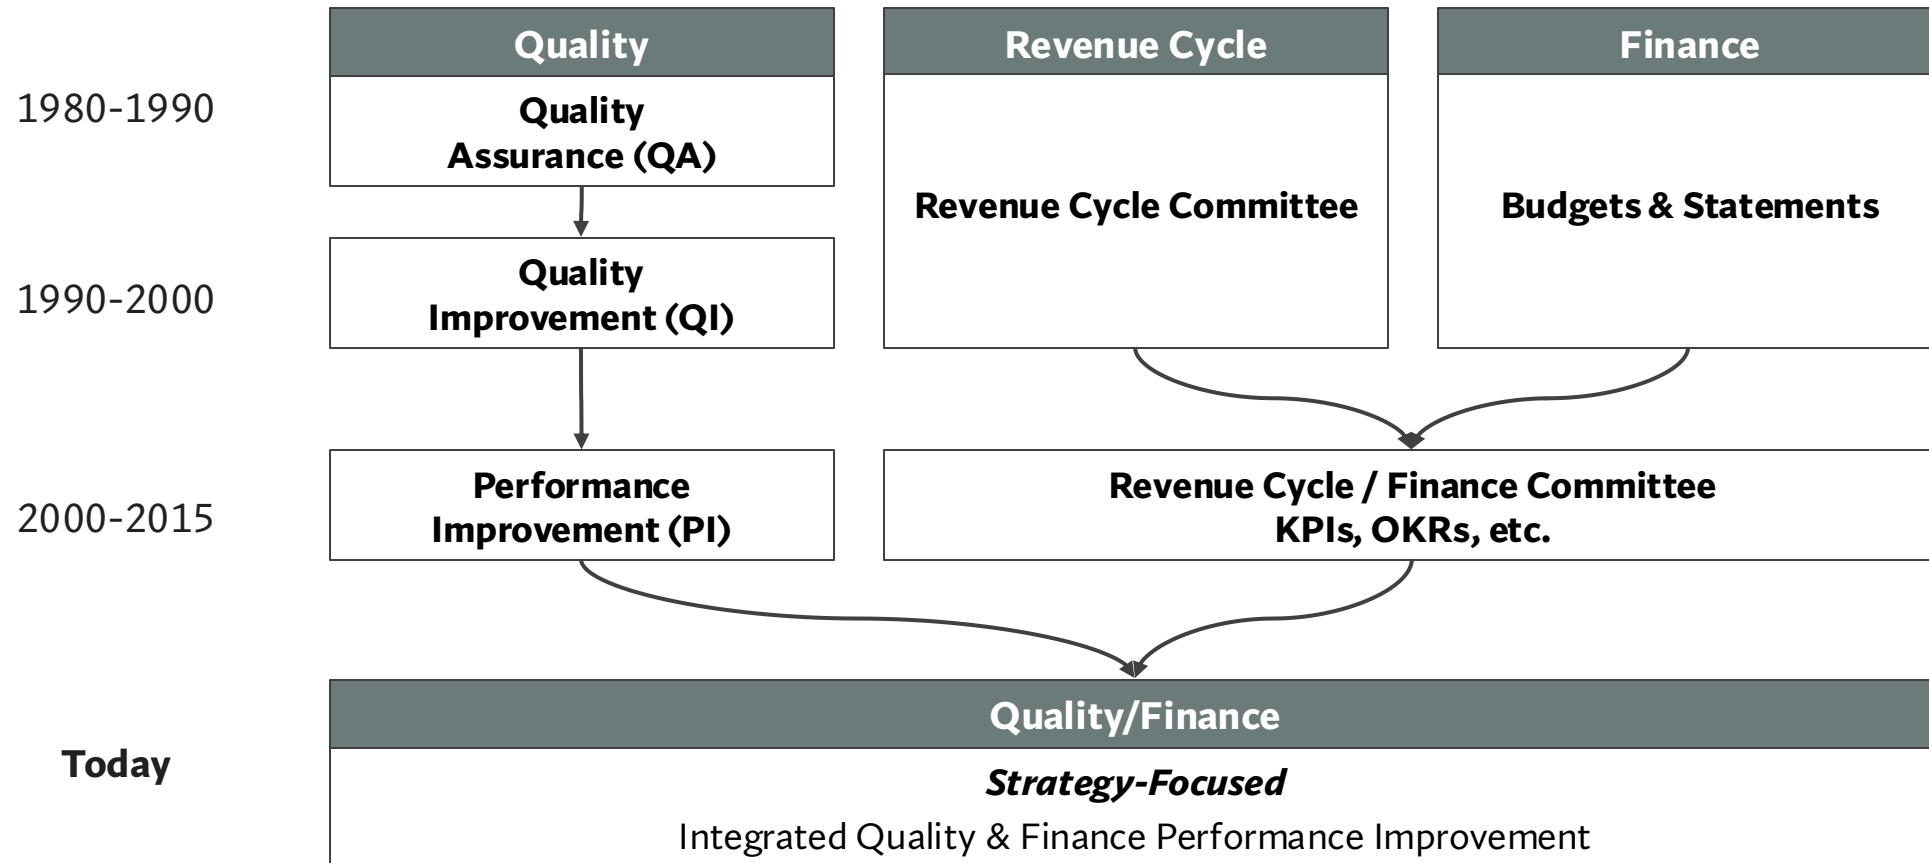 Quality
Revenue Cycle
Finance
1980-1990
Quality
Assurance (QA)
Revenue Cycle Committee
Budgets & Statements
1990-2000
Quality
Improvement (QI)
2000-2015
Performance
Improvement (PI)
Revenue Cycle / Finance Committee
KPIs, OKRs, etc.
Quality/Finance
Today
Strategy-Focused
Integrated Quality & Finance Performance Improvement